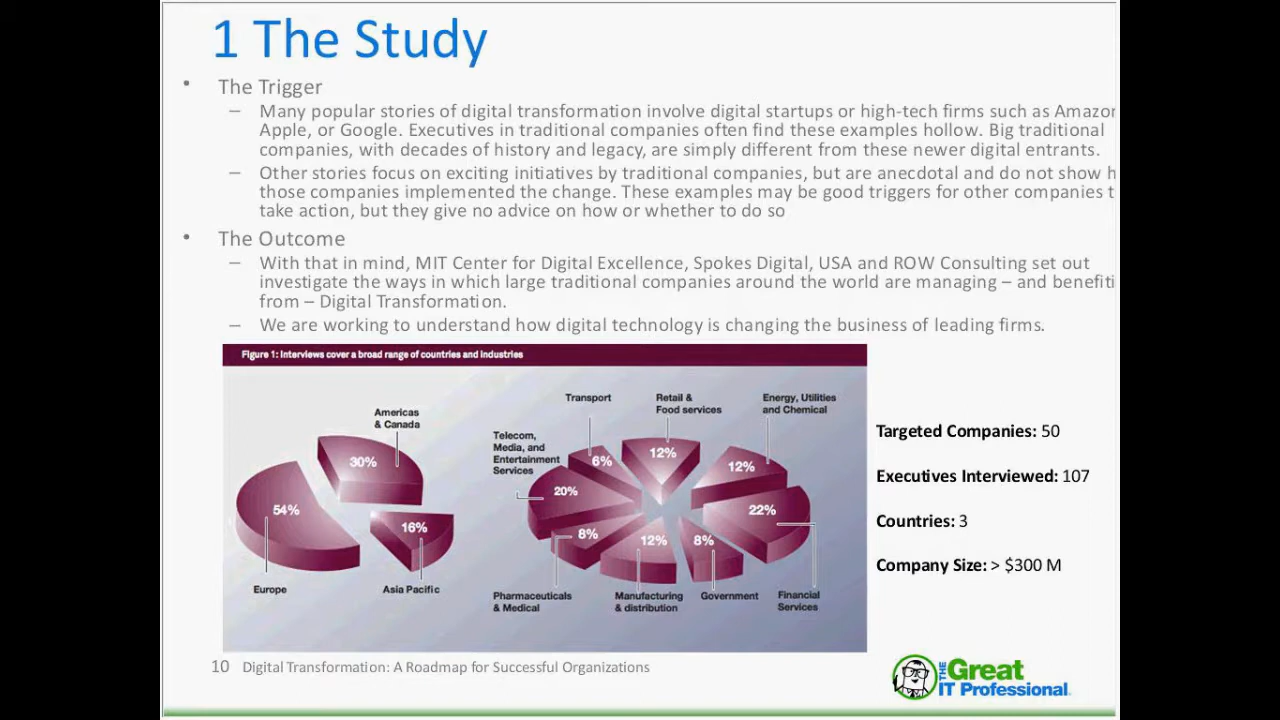 1 The Study
• The Trigger
– Many popular stories of digital transformation involve digital startups or high-tech firms such as Amazon
Apple, or Google. Executives in traditional companies often find these examples hollow. Big traditional
companies, with decades of history and legacy, are simply different from these newer digital entrants.
– Other stories focus on exciting initiatives by traditional companies, but are anecdotal and do not show h
those companies implemented the change. These examples may be good triggers for other companies t
take action, but they give no advice on how or whether to do so
• The Outcome
– With that in mind, MIT Center for Digital Excellence, Spokes Digital, USA and ROW Consulting set out
investigate the ways in which large traditional companies around the world are managing – and benefiti
from – Digital Transformation.
– We are working to understand how digital technology is changing the business of leading firms.
Figure 1: Interviews cover a broad range of countries and industries
Americas
& Canada
30%
54%
16%
Europe
Asia Pacific
Transport
Retail &
Food services
Energy, Utilities
and Chemical
Telecom,
Media, and
Entertainment
Services
6%
12%
12%
20%
22%
8%
12%
8%
Pharmaceuticals
& Medical
Manufacturing
& distribution
Government
Financial
Services
Targeted Companies: 50
Executives Interviewed: 107
Countries: 3
Company Size: > $300 M
10 Digital Transformation: A Roadmap for Successful Organizations
THE Great
IT Professional